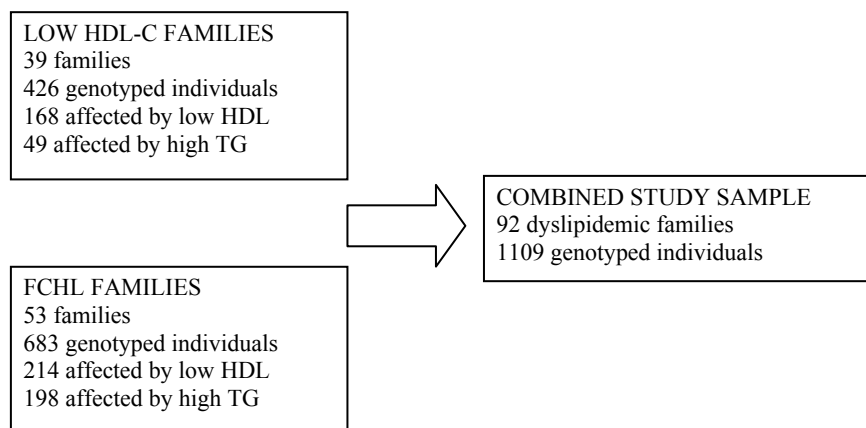 LOW HDL-C FAMILIES
39 families
426 genotyped individuals
168 affected by low HDL
49 affected by high TG
FCHL FAMILIES
53 families
683 genotyped individuals
214 affected by low HDL
198 affected by high TG
COMBINED STUDY SAMPLE
92 dyslipidemic families
1109 genotyped individuals